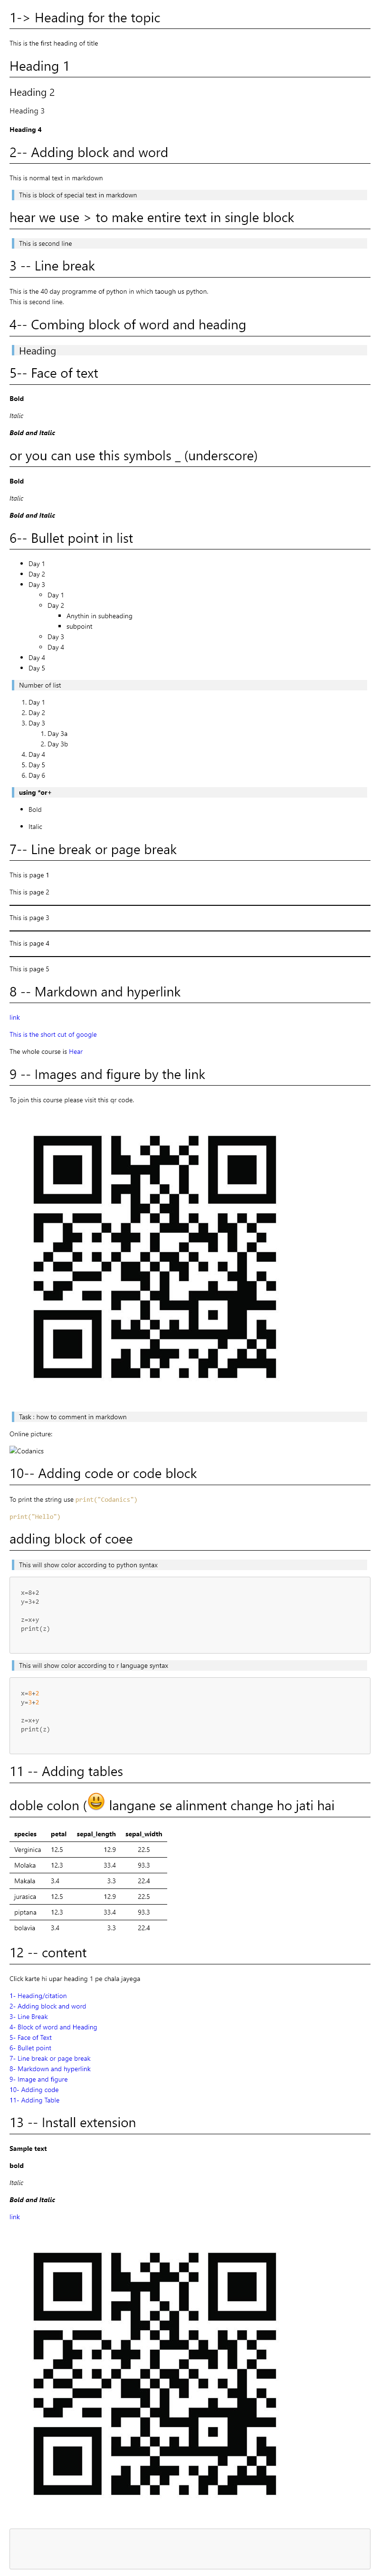 1-> Heading for the topic
This is the first heading of title
Heading 1
Heading 2
Heading 3
Heading 4
2-- Adding block and word
This is normal text in markdown
This is block of special text in markdown
hear we use > to make entire text in single block
This is second line
3 -- Line break
This is the 40 day programme of python in which taough us python.
This is second line.
4-- Combing block of word and heading
Heading
5-- Face of text
Bold
Italic
Bold and Italic
or you can use this symbols _ (underscore)
Bold
Italic
Bold and Italic
6-- Bullet point in list
• Day 1
• Day 2
• Day 3
◦ Day 1
◦ Day 2
▪ Anythin in subheading
▪ subpoint
◦ Day 3
◦ Day 4
• Day 4
• Day 5
Number of list
1. Day 1
2. Day 2
3. Day 3
1. Day 3a
2. Day 3b
4. Day 4
5. Day 5
6. Day 6
using *or+
• Bold
• Italic
7-- Line break or page break
This is page 1
This is page 2
This is page 3
This is page 4
This is page 5
8 -- Markdown and hyperlink
link
This is the short cut of google
The whole course is Hear
9 -- Images and figure by the link
To join this course please visit this qr code.
Task : how to comment in markdown
Online picture:
Codanics
10-- Adding code or code block
To print the string use print("Codanics")
print("Hello")
adding block of coee
This will show color according to python syntax
x=8+2
y=3+2
z=x+y
print(z)
This will show color according to r language syntax
x=8+2
y=3+2
z=x+y
print(z)
11 -- Adding tables
doble colon (😃 langane se alinment change ho jati hai
species petal sepal_length sepal_width
Verginica 12.5 12.9 22.5
Molaka 12.3 33.4 93.3
Makala 3.4 3.3 22.4
jurasica 12.5 12.9 22.5
piptana 12.3 33.4 93.3
bolavia 3.4 3.3 22.4
12 -- content
Click karte hi upar heading 1 pe chala jayega
1- Heading/citation
2- Adding block and word
3- Line Break
4- Block of word and Heading
5- Face of Text
6- Bullet point
7- Line break or page break
8- Markdown and hyperlink
9- Image and figure
10- Adding code
11- Adding Table
13 -- Install extension
Sample text
bold
Italic
Bold and Italic
link